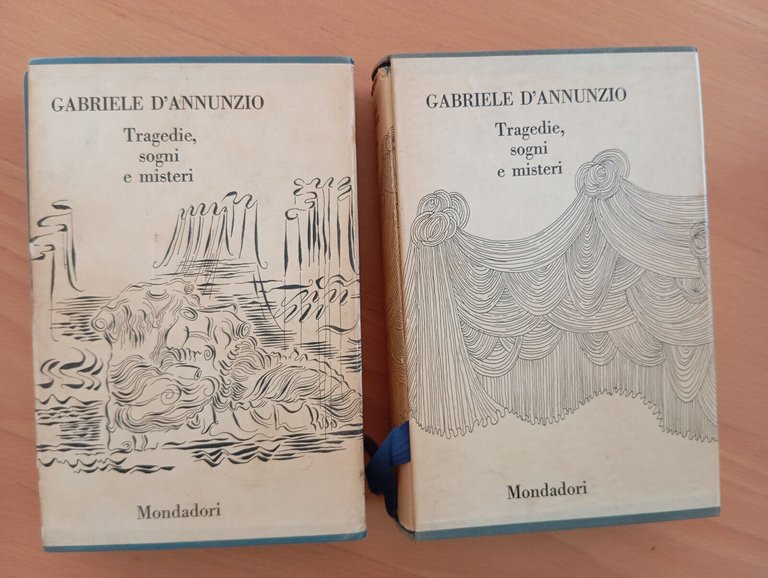 GABRIELE D'ANNUNZIO
Tragedie,
sogni
e misteri
Mondadori
GABRIELE D'ANNUNZIO
Tragedie,
sogni
e misteri
Mondadori